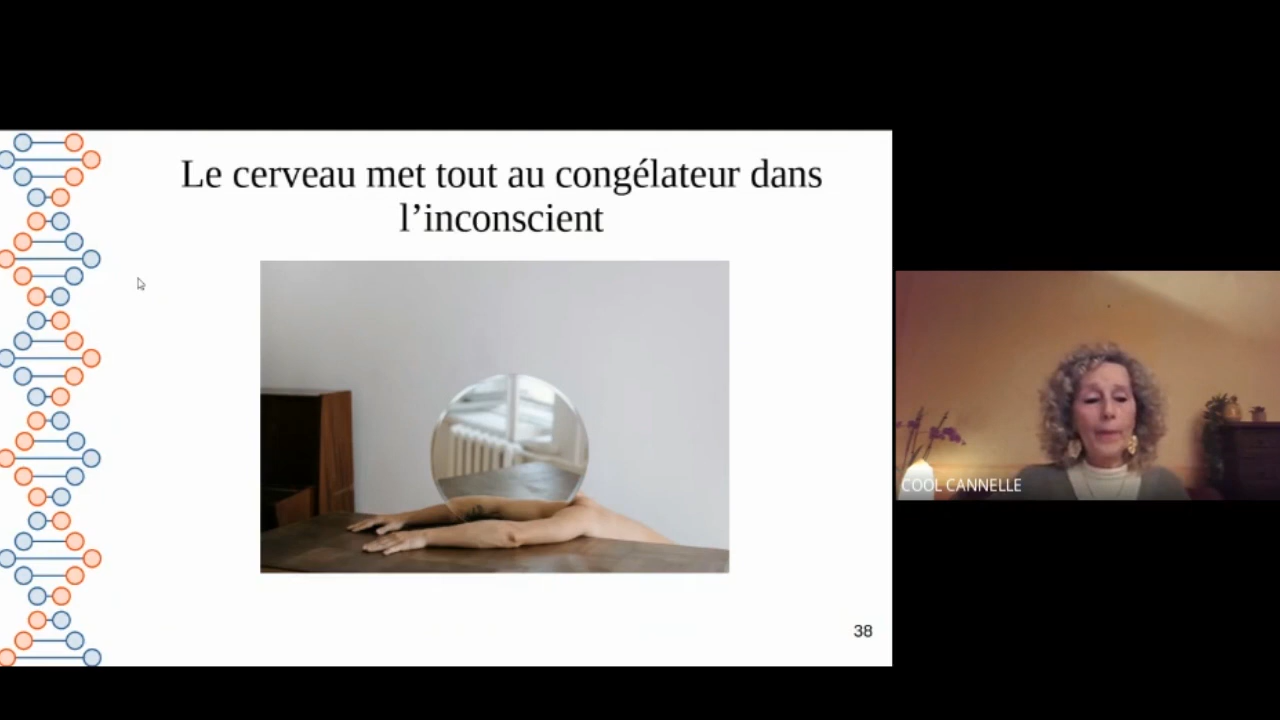 Le cerveau met tout au congélateur dans
l’inconscient
COOL CANNELLE
38